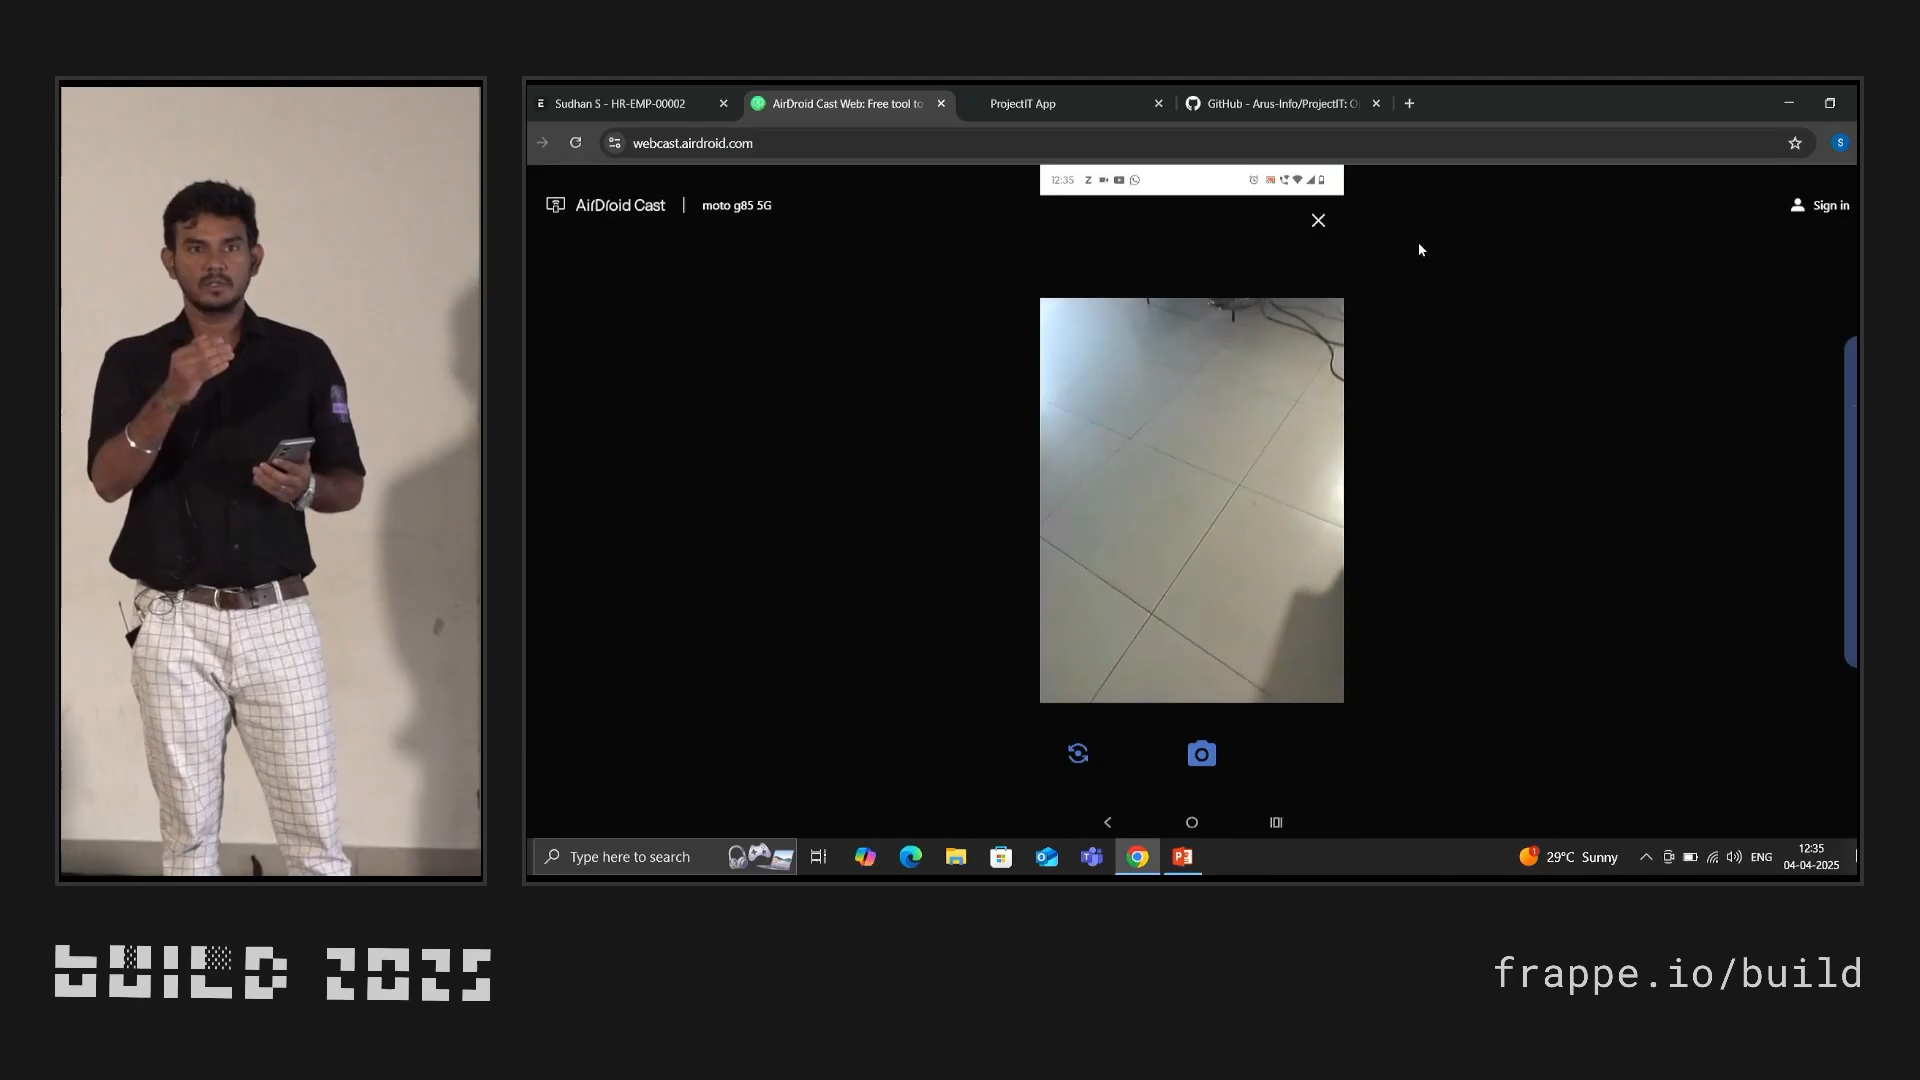 Sudhan S - HR-EMP-00002
AirDroid Cast Web: Free tool to
ProjectIT App
GitHub - Arus-Info/ProjectIT: O
webcast.airdroid.com
S
12:35
AirDroid Cast | moto g85 5G
Sign in
Type here to search
29°C Sunny
ENG
12:35
04-04-2025
BUILD 2025
frappe.io/build